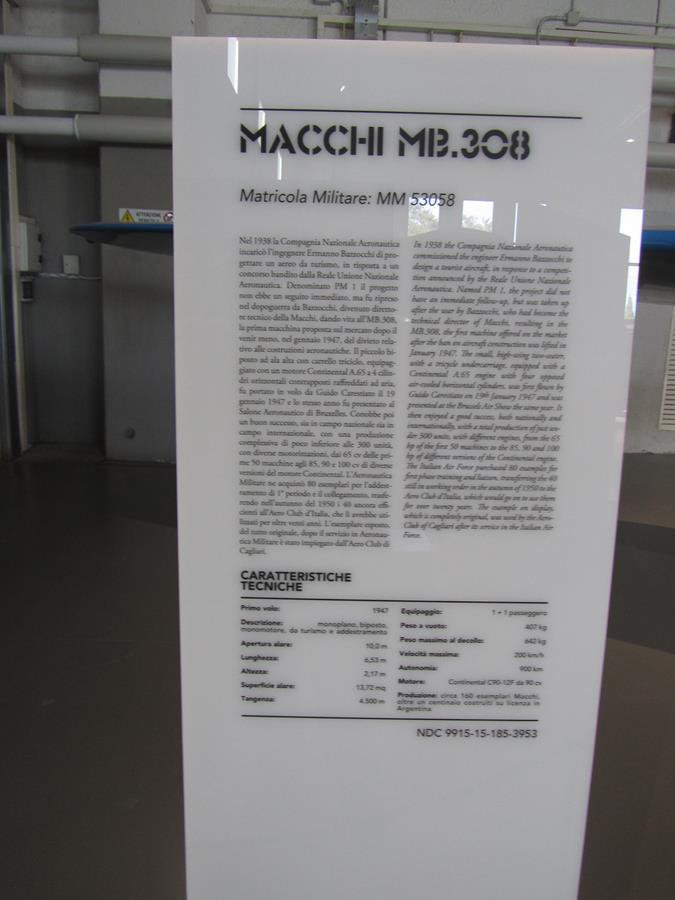 ATTENZIONE
MACCHI MB.308
Matricola Militare: MM 53058
Nel 1938 la Compagnia Nazionale Aeronautica
incaricò l'ingegnere Ermanno Bazzocchi di pro-
gettare un aereo da turismo, in risposta a un
concorso bandito dalla Reale Unione Nazionale
Aeronautica. Denominato PM 1 il progetto
non ebbe un seguito immediato, ma fu ripreso
nel dopoguerra da Bazzocchi, divenuto diretto-
re tecnico della Macchi, dando vita all'MB.308,
la prima macchina proposta sul mercato dopo il
venir meno, nel gennaio 1947, del divieto rela-
tivo alle costruzioni aeronautiche. Il piccolo bi-
posto ad ala alta con carrello triciclo, equipag-
giato con un motore Continental A.65 a 4 cilin-
dri orizzontali contrapposti raffreddati ad aria,
fu portato in volo da Guido Carestiato il 19
gennaio 1947 e lo stesso anno fu presentato al
Salone Aeronautico di Bruxelles. Conobbe poi
un buon successo, sia in campo nazionale sia in
campo internazionale, con una produzione
complessiva di poco inferiore alle 300 unità,
con diverse motorizzazioni, dai 65 cv delle pri-
me 50 macchine agli 85, 90 e 100 cv di diverse
versioni del motore Continental. L'Aeronautica
Militare ne acquistò 80 esemplari per l'addest-
ramento di 1° periodo e il collegamento, trasfe-
rendo nell'autunno del 1950 i 40 ancora effi-
cienti all'Aero Club d'Italia, che li avrebbe uti-
lizzati per oltre venti anni. L'esemplare esposto,
del tutto originale, dopo il servizio in Aeronau-
tica Militare è stato impiegato dall'Aero Club di
Cagliari.
In 1938 the Compagnia Nazionale Aeronautica
commissioned the engineer Ermanno Bazzocchi to
design a tourist aircraft, in response to a competi-
tion announced by the Reale Unione Nazionale
Aeronautica. Named PM 1, the project did not
have an immediate follow-up, but was taken up
after the war by Bazzocchi, who had become the
technical director of Macchi, resulting in the
MB.308, the first machine offered on the market
after the ban on aircraft construction was lifted in
January 1947. The small, high-wing two-seater,
with a tricycle undercarriage, equipped with a
Continental A.65 engine with four opposed
air-cooled horizontal cylinders, was first flown by
Guido Carestiato on 19th January 1947 and was
presented at the Brussels Air Show the same year. It
then enjoyed a good success, both nationally and
internationally, with a total production of just un-
der 300 units, with different engines, from the 65
hp of the first 50 machines to the 85, 90 and 100
hp of different versions of the Continental engine.
The Italian Air Force purchased 80 examples for
first phase training and liaison, transferring the 40
still in working order in the autumn of 1950 to the
Aero Club d'Italia, which would go on to use them
for over twenty years. The example on display,
which is completely original, was used by the Aero
Club of Cagliari after its service in the Italian Air
Force.
CARATTERISTICHE
TECNICHE
Primo volo: 1947
Descrizione: monoplano, biposto,
monomotore, da turismo e addestramento
Apertura alare: 10,0 m
Lunghezza: 6,53 m
Altezza: 2,17 m
Superficie alare: 13,72 mq
Tangenza: 4.500 m
Equipaggio: 1 + 1 passeggero
Peso a vuoto: 407 kg
Peso massimo al decollo: 642 kg
Velocità massima: 200 km/h
Autonomia: 900 km
Motore: Continental C90-12F da 90 cv
Produzione: circa 160 esemplari Macchi,
oltre un centinaio costruiti su licenza in
Argentina
NDC 9915-15-185-3953